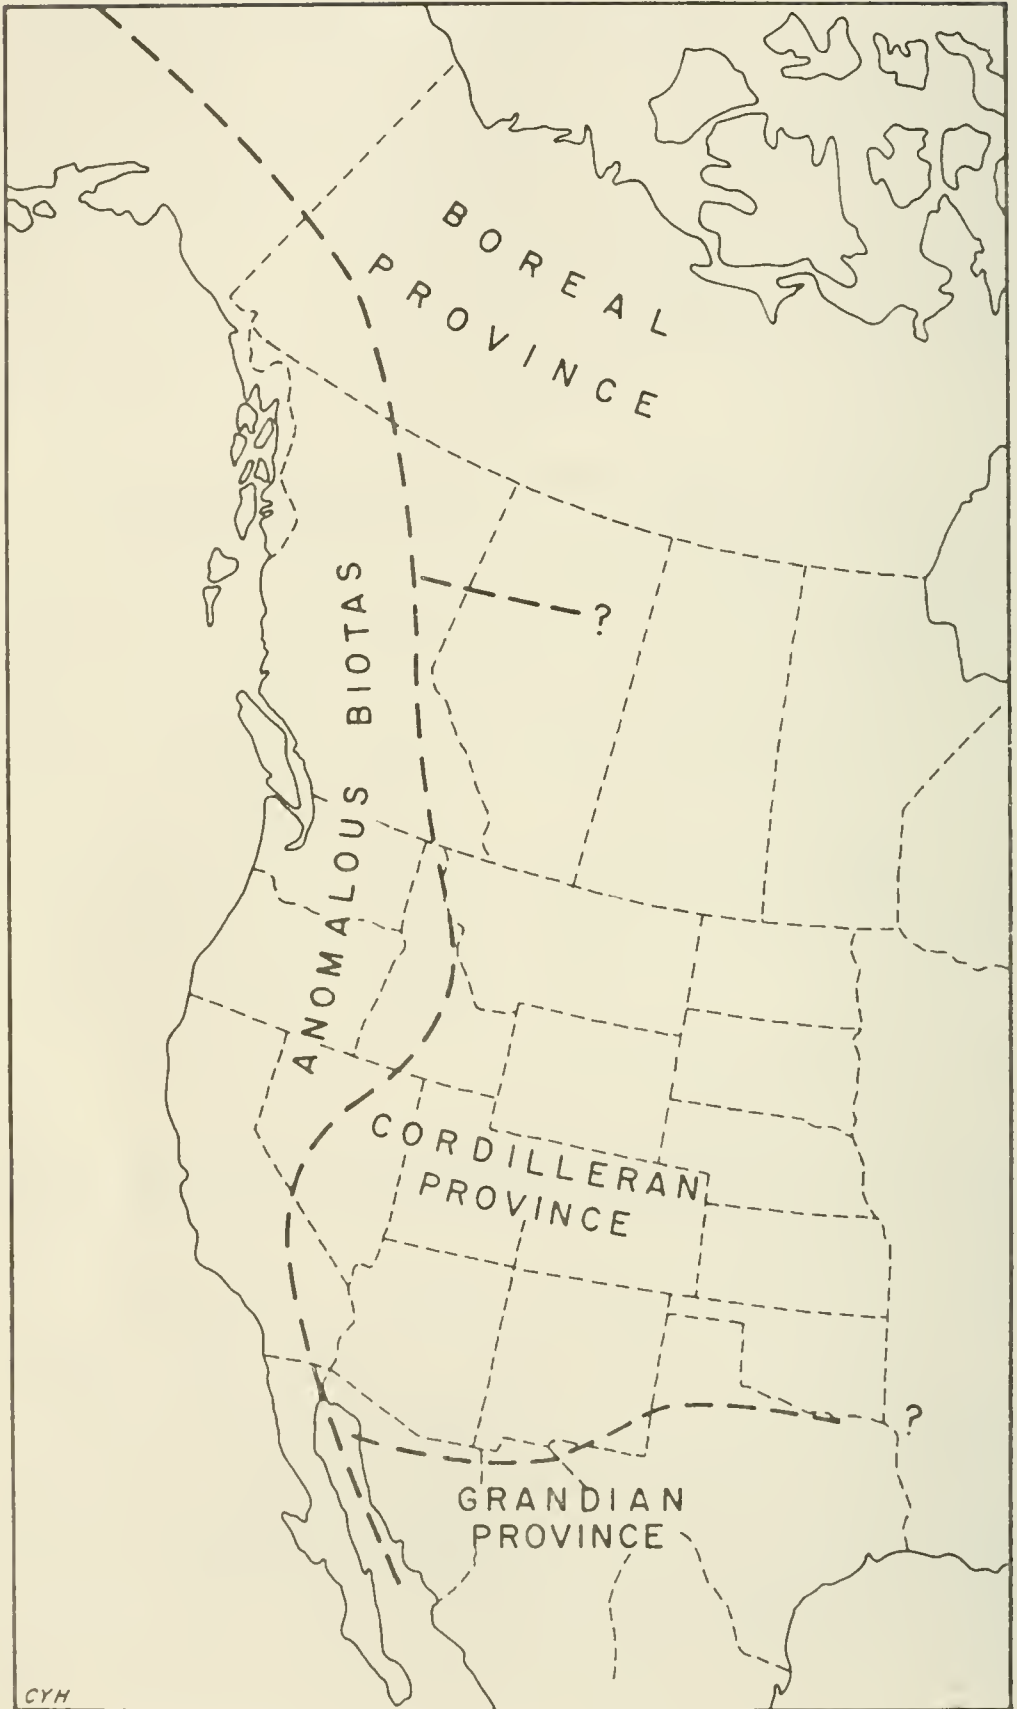 BOREAL
PROVINCE
?
ANOMALOUS BIOTAS
CORDILLERAN
PROVINCE
?
GRANDIAN
PROVINCE
CYH